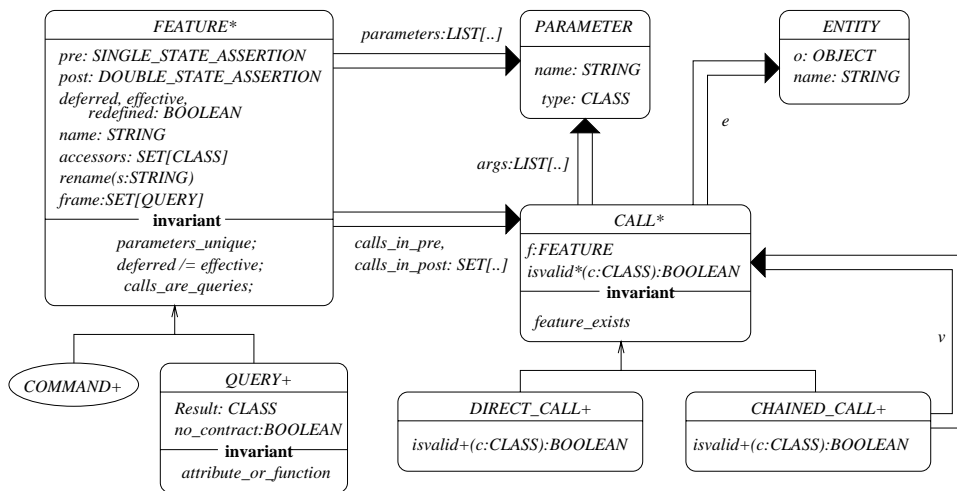 FEATURE*
pre: SINGLE_STATE_ASSERTION
post: DOUBLE_STATE_ASSERTION
deferred, effective,
redefined: BOOLEAN
name: STRING
accessors: SET[CLASS]
rename(s:STRING)
frame:SET[QUERY]
invariant
parameters_unique;
deferred /= effective;
calls_are_queries;
parameters:LIST[..]
PARAMETER
name: STRING
type: CLASS
ENTITY
o: OBJECT
name: STRING
e
args:LIST[..]
calls_in_pre,
calls_in_post: SET[..]
CALL*
f:FEATURE
isvalid*(c:CLASS):BOOLEAN
invariant
feature_exists
v
COMMAND+
QUERY+
Result: CLASS
no_contract:BOOLEAN
invariant
attribute_or_function
DIRECT_CALL+
isvalid+(c:CLASS):BOOLEAN
CHAINED_CALL+
isvalid+(c:CLASS):BOOLEAN